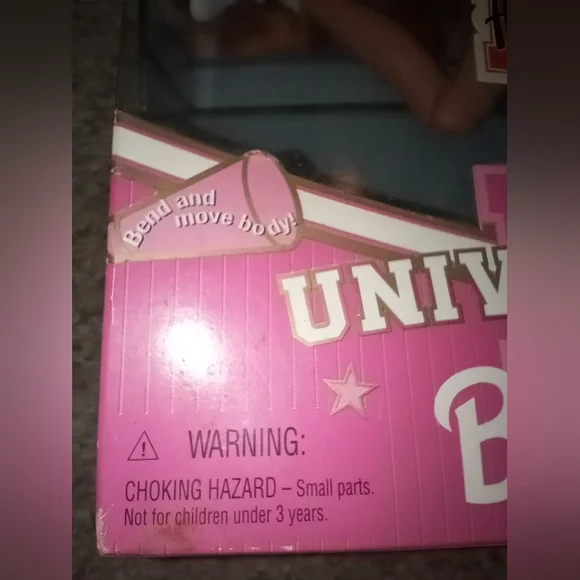 Bend and
move body!
UNIV
B
WARNING:
CHOKING HAZARD – Small parts.
Not for children under 3 years.